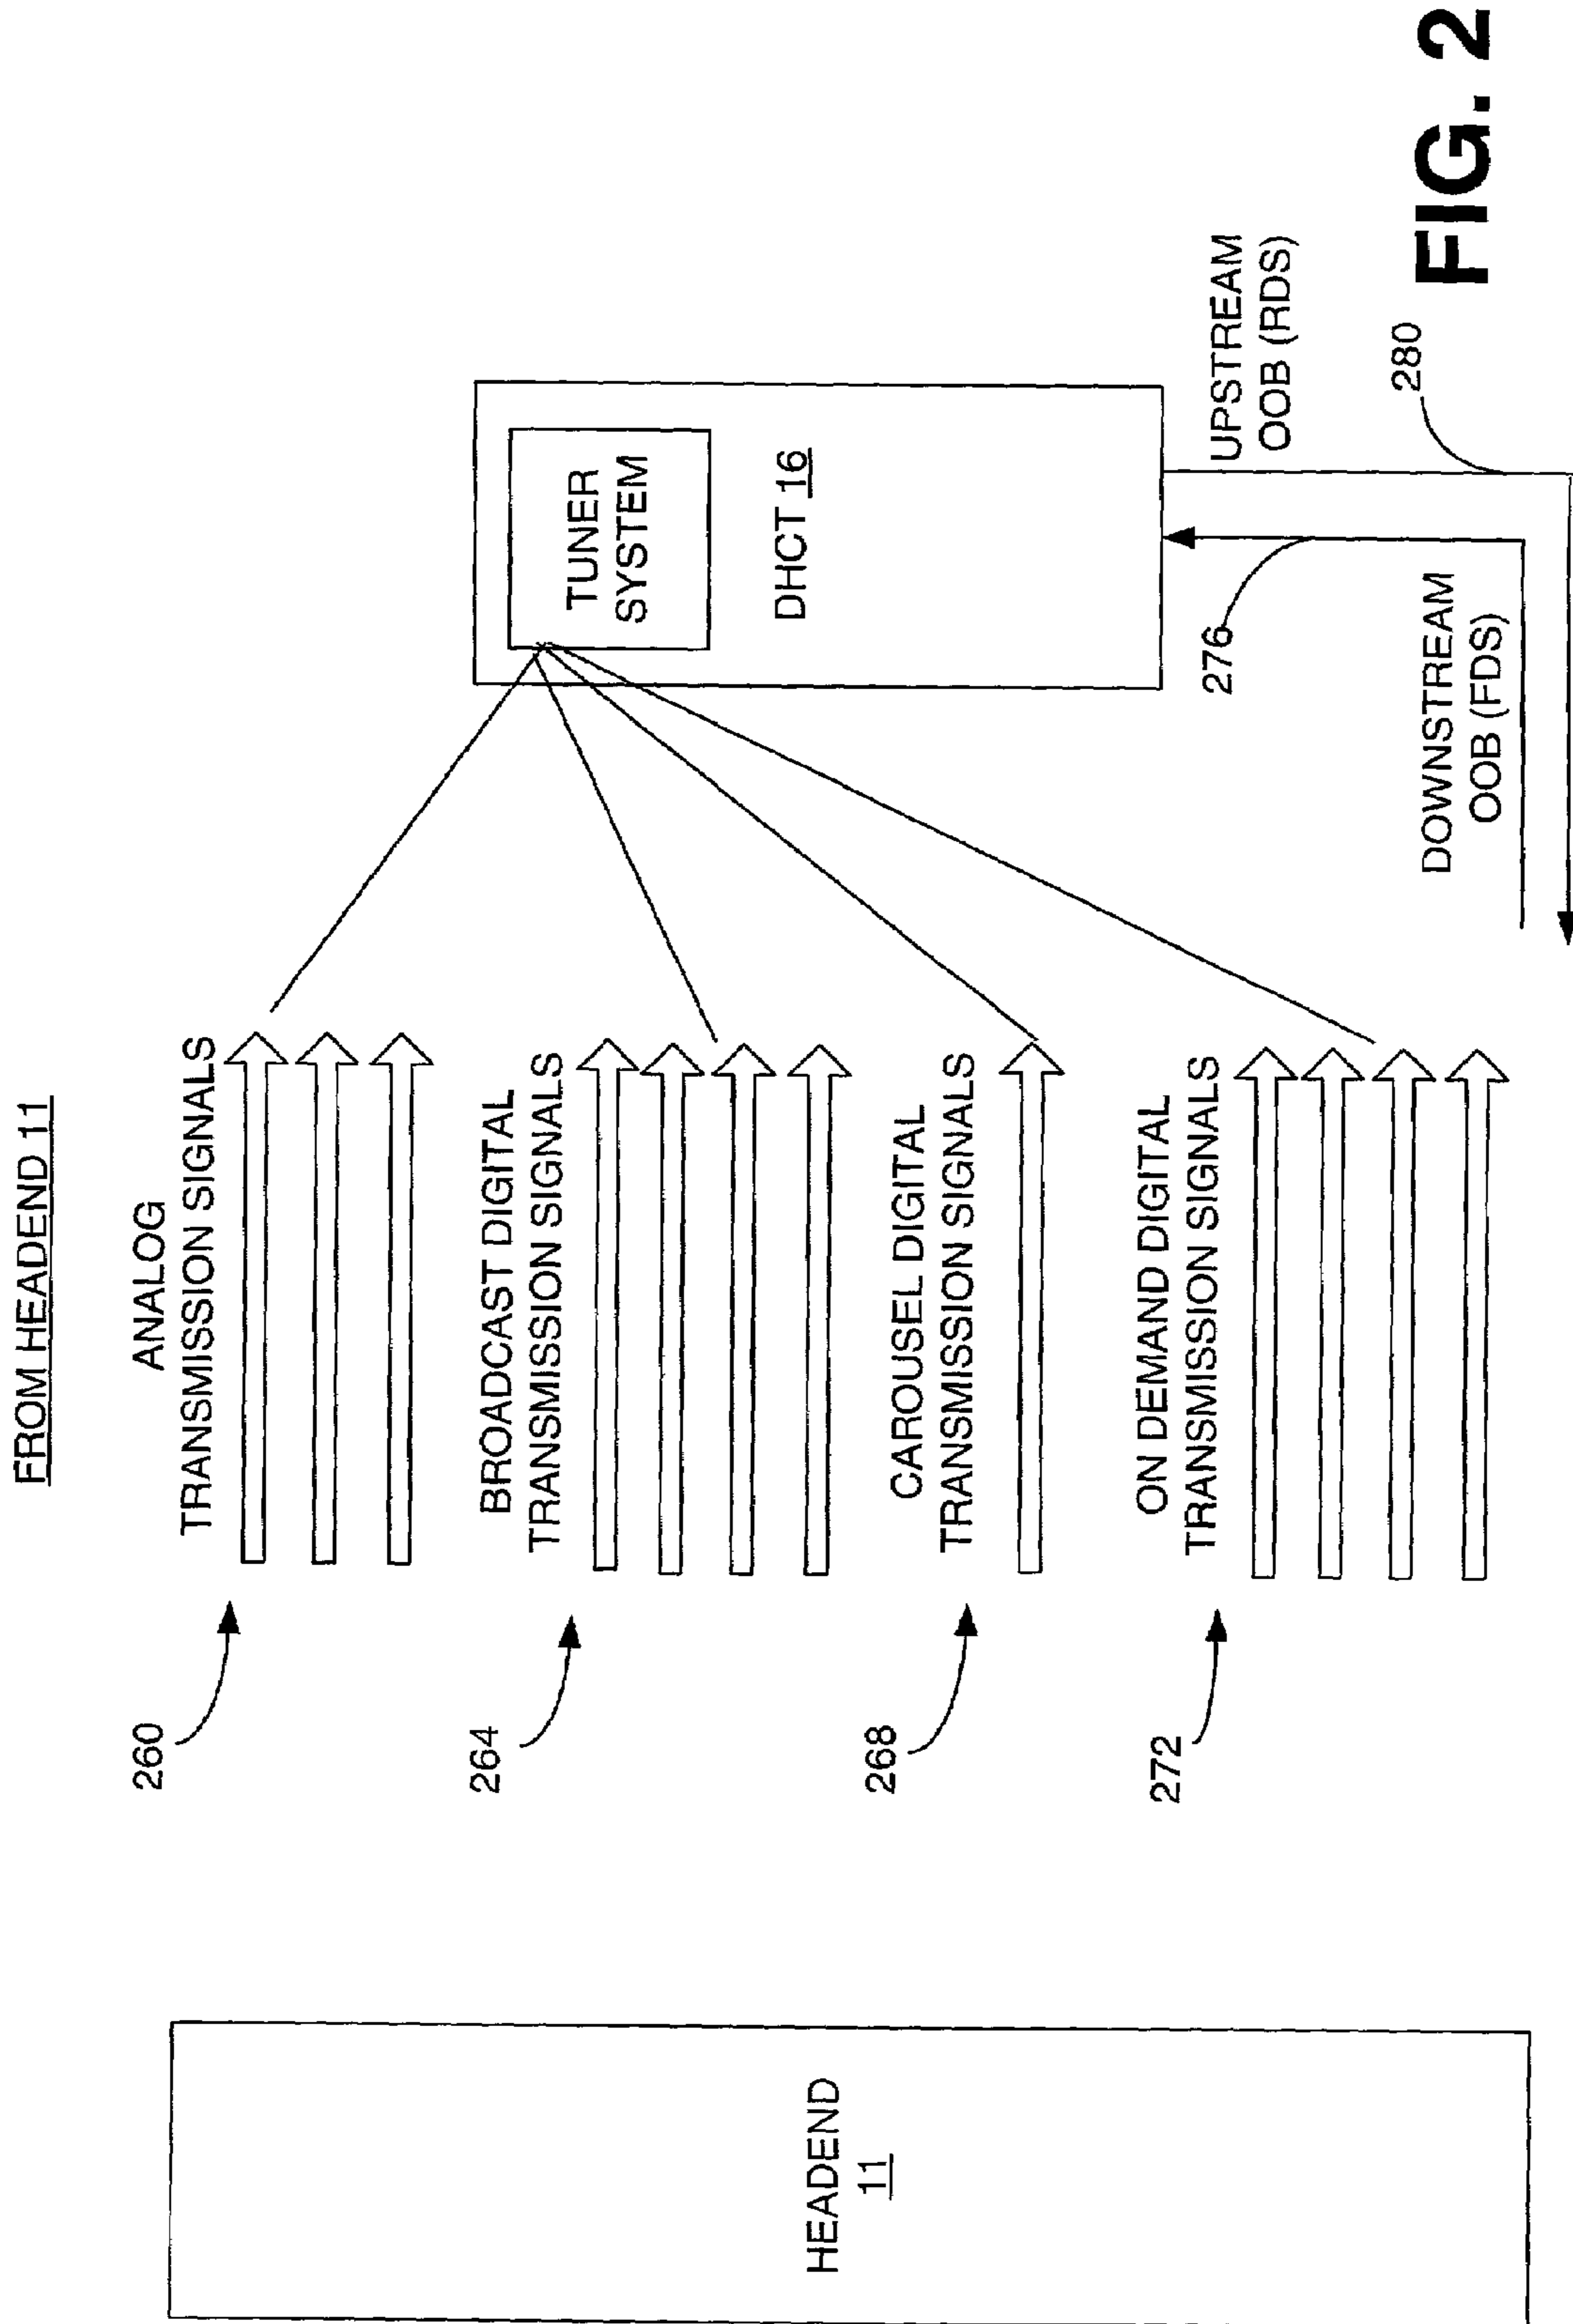 FROM HEADEND 11
260
ANALOG
TRANSMISSION SIGNALS
264
BROADCAST DIGITAL
TRANSMISSION SIGNALS
268
CAROUSEL DIGITAL
TRANSMISSION SIGNALS
272
ON DEMAND DIGITAL
TRANSMISSION SIGNALS
HEADEND
11
TUNER
SYSTEM
DHCT 16
276
UPSTREAM
OOB (RDS)
280
DOWNSTREAM
OOB (FDS)
FIG. 2